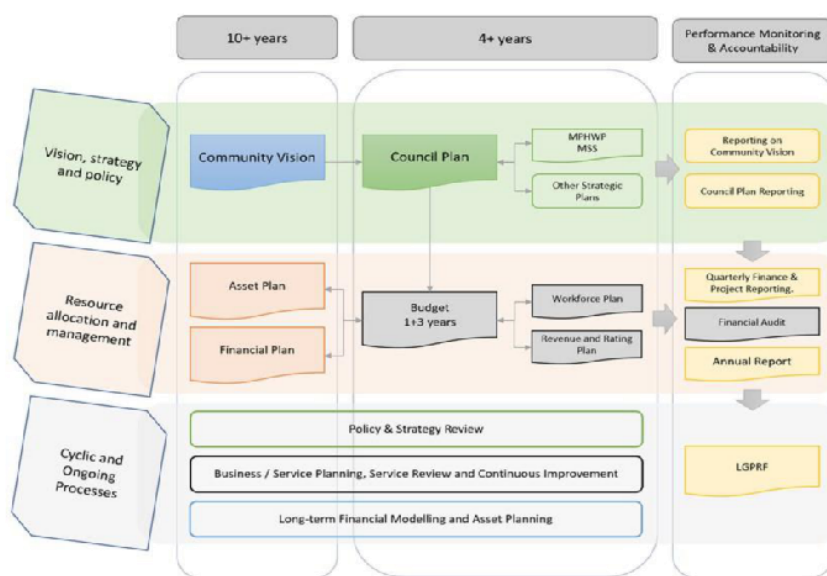 10+ years
4+ years
Performance Monitoring
& Accountability
Vision, strategy
and policy
Community Vision
Council Plan
MPHWP
MSS
Other Strategic
Plans
Reporting on
Community Vision
Council Plan Reporting
Resource
allocation and
management
Asset Plan
Financial Plan
Budget
1+3 years
Workforce Plan
Revenue and Rating
Plan
Quarterly Finance &
Project Reporting.
Financial Audit
Annual Report
Cyclic and
Ongoing
Processes
Policy & Strategy Review
Business / Service Planning, Service Review and Continuous Improvement
Long-term Financial Modelling and Asset Planning
LGPRF